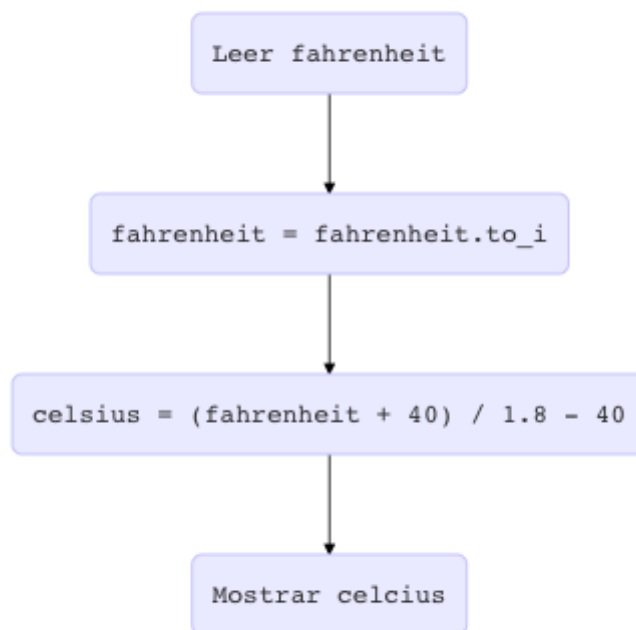 Leer fahrenheit
fahrenheit = fahrenheit.to_i
celsius = (fahrenheit + 40) / 1.8 - 40
Mostrar celcius